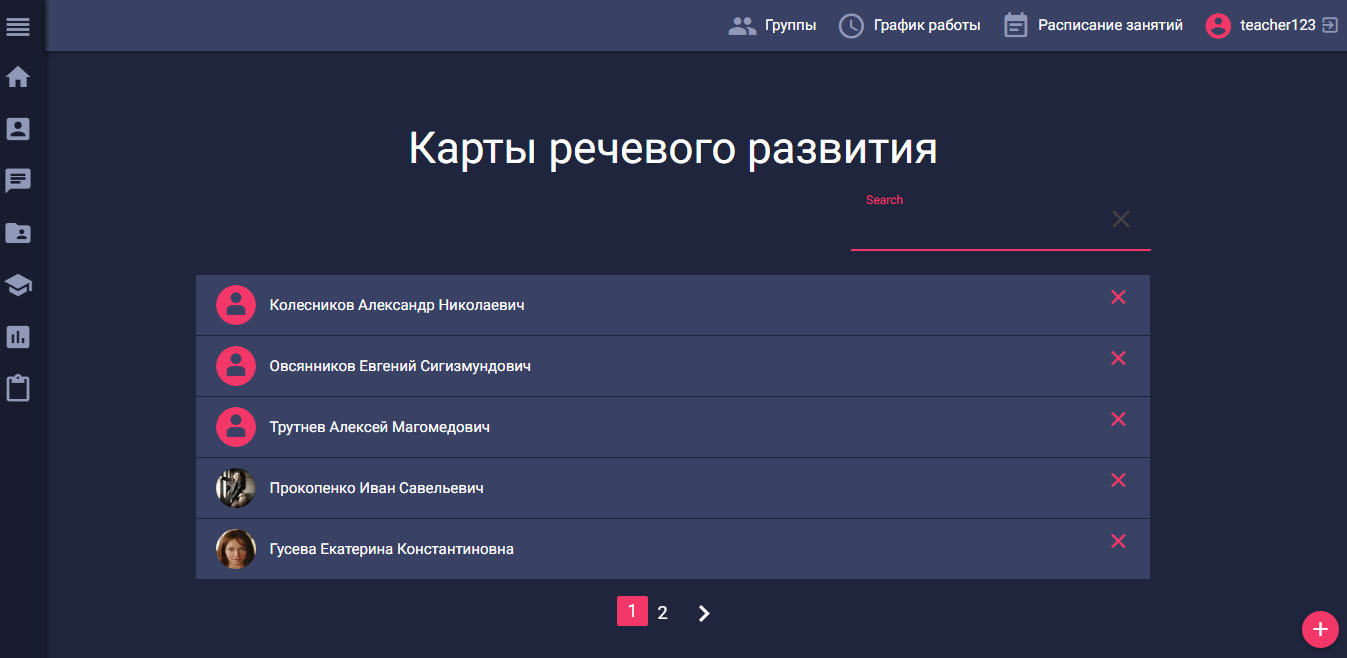 Группы График работы Расписание занятий teacher123
Карты речевого развития
Search
Колесников Александр Николаевич
Овсянников Евгений Сигизмундович
Трутнев Алексей Магомедович
Прокопенко Иван Савельевич
Гусева Екатерина Константиновна
1 2